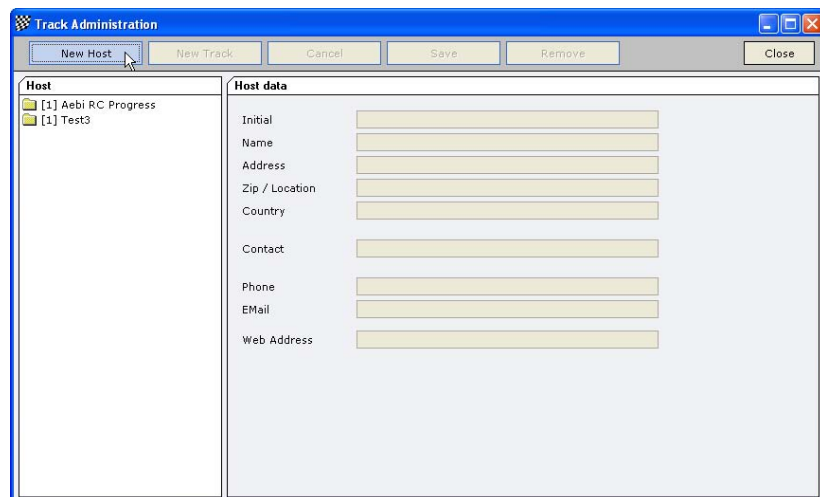 Track Administration
New Host New Track Cancel Save Remove Close
Host
[1] Aebi RC Progress
[1] Test3
Host data
Initial
Name
Address
Zip / Location
Country
Contact
Phone
EMail
Web Address